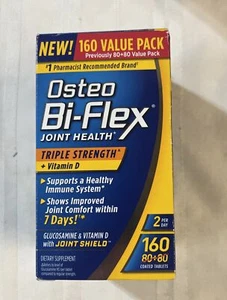 NEW! 160 VALUE PACK
Previously 80+80 Value Pack
#1 Pharmacist Recommended Brand†
Osteo
Bi-Flex®
JOINT HEALTH*
TRIPLE STRENGTH◊
+ Vitamin D
▸ Supports a Healthy
Immune System*
▸ Shows Improved
Joint Comfort within
7 Days!¹*
GLUCOSAMINE & VITAMIN D
with JOINT SHIELD™
DIETARY SUPPLEMENT
2 PER
DAY
160
80+80
COATED TABLETS